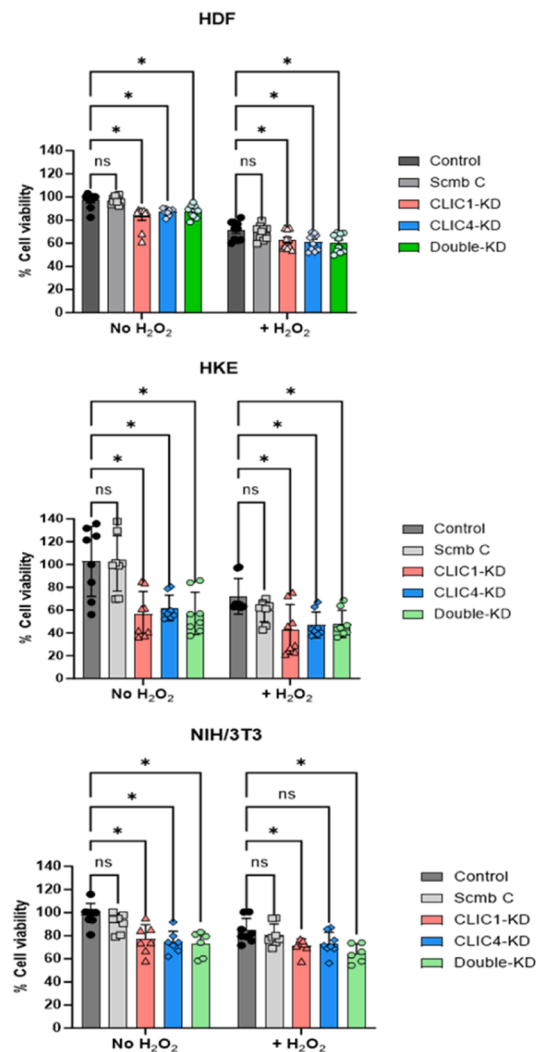 HDF
*
*
*
*
*
*
ns
ns
140
120
100
80
60
40
20
0
% Cell viability
No H₂O₂
+ H₂O₂
Control
Scmb C
CLIC1-KD
CLIC4-KD
Double-KD
HKE
*
*
*
*
*
*
ns
ns
140
120
100
80
60
40
20
0
% Cell viability
No H₂O₂
+ H₂O₂
Control
Scmb C
CLIC1-KD
CLIC4-KD
Double-KD
NIH/3T3
*
*
*
ns
*
*
ns
ns
140
120
100
80
60
40
20
0
% Cell viability
No H₂O₂
+ H₂O₂
Control
Scmb C
CLIC1-KD
CLIC4-KD
Double-KD